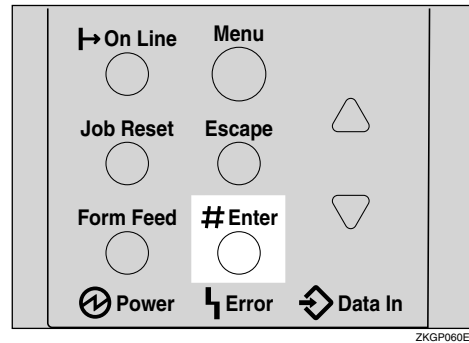 On Line Menu
Job Reset Escape
Form Feed # Enter
Power Error Data In
ZKGP060E